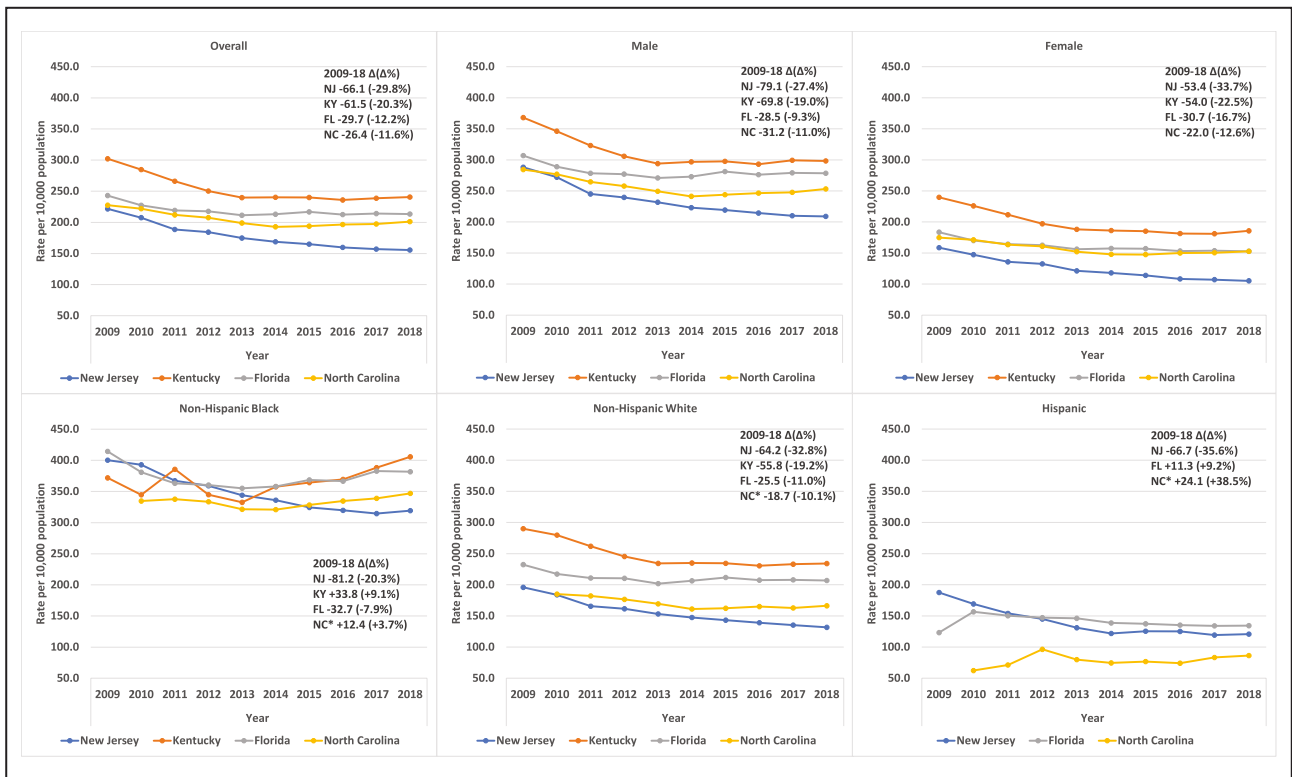 Overall
2009-18 Δ(Δ%)
NJ -66.1 (-29.8%)
KY -61.5 (-20.3%)
FL -29.7 (-12.2%)
NC -26.4 (-11.6%)
Rate per 10,000 population
450.0
400.0
350.0
300.0
250.0
200.0
150.0
100.0
50.0
2009 2010 2011 2012 2013 2014 2015 2016 2017 2018
Year
New Jersey Kentucky Florida North Carolina
Male
2009-18 Δ(Δ%)
NJ -79.1 (-27.4%)
KY -69.8 (-19.0%)
FL -28.5 (-9.3%)
NC -31.2 (-11.0%)
Rate per 10,000 population
450.0
400.0
350.0
300.0
250.0
200.0
150.0
100.0
50.0
2009 2010 2011 2012 2013 2014 2015 2016 2017 2018
Year
New Jersey Kentucky Florida North Carolina
Female
2009-18 Δ(Δ%)
NJ -53.4 (-33.7%)
KY -54.0 (-22.5%)
FL -30.7 (-16.7%)
NC -22.0 (-12.6%)
Rate per 10,000 population
450.0
400.0
350.0
300.0
250.0
200.0
150.0
100.0
50.0
2009 2010 2011 2012 2013 2014 2015 2016 2017 2018
Year
New Jersey Kentucky Florida North Carolina
Non-Hispanic Black
Rate per 10,000 population
450.0
400.0
350.0
300.0
250.0
200.0
150.0
100.0
50.0
2009-18 Δ(Δ%)
NJ -81.2 (-20.3%)
KY +33.8 (+9.1%)
FL -32.7 (-7.9%)
NC* +12.4 (+3.7%)
2009 2010 2011 2012 2013 2014 2015 2016 2017 2018
Year
New Jersey Kentucky Florida North Carolina
Non-Hispanic White
2009-18 Δ(Δ%)
NJ -64.2 (-32.8%)
KY -55.8 (-19.2%)
FL -25.5 (-11.0%)
NC* -18.7 (-10.1%)
Rate per 10,000 population
450.0
400.0
350.0
300.0
250.0
200.0
150.0
100.0
50.0
2009 2010 2011 2012 2013 2014 2015 2016 2017 2018
Year
New Jersey Kentucky Florida North Carolina
Hispanic
2009-18 Δ(Δ%)
NJ -66.7 (-35.6%)
FL +11.3 (+9.2%)
NC* +24.1 (+38.5%)
Rate per 10,000 population
450.0
400.0
350.0
300.0
250.0
200.0
150.0
100.0
50.0
2009 2010 2011 2012 2013 2014 2015 2016 2017 2018
Year
New Jersey Florida North Carolina